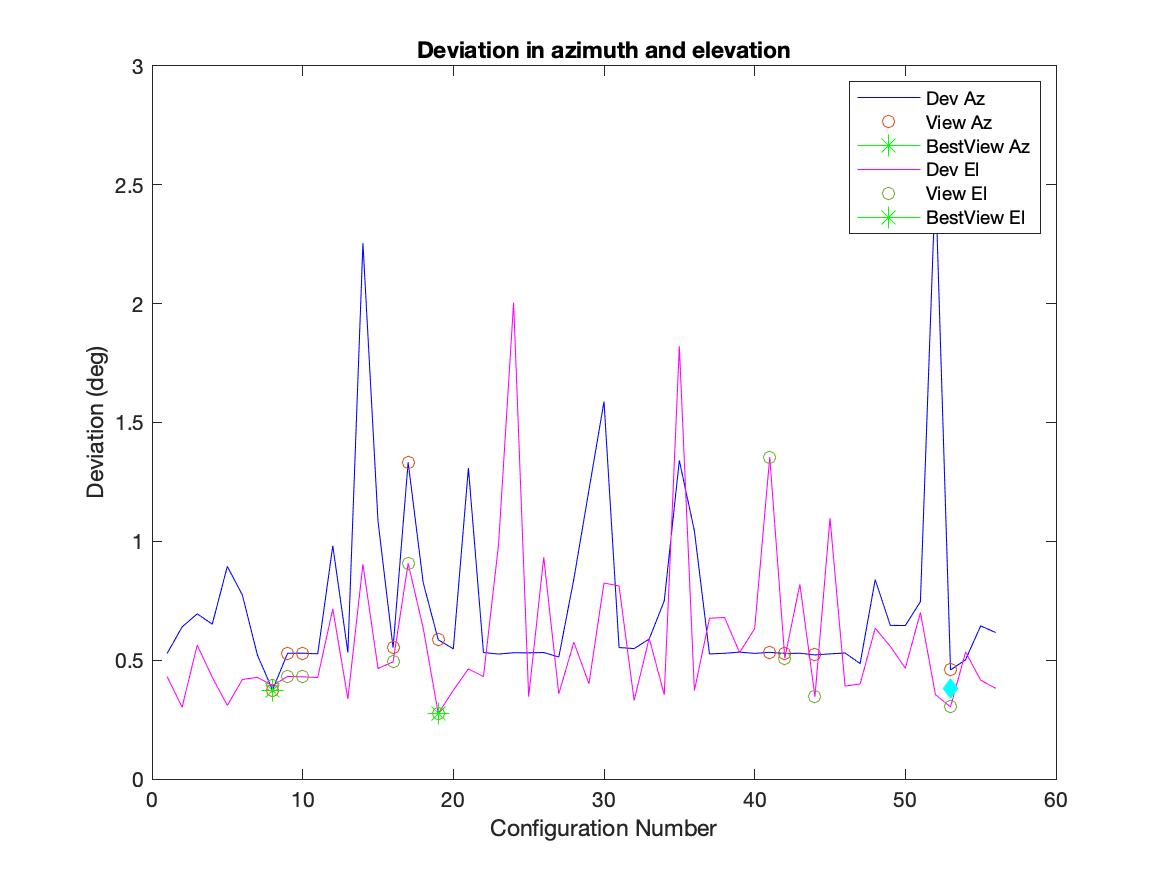 Deviation in azimuth and elevation
3
2.5
2
1.5
1
0.5
0
Deviation (deg)
Dev Az
View Az
BestView Az
Dev El
View El
BestView El
0 10 20 30 40 50 60
Configuration Number